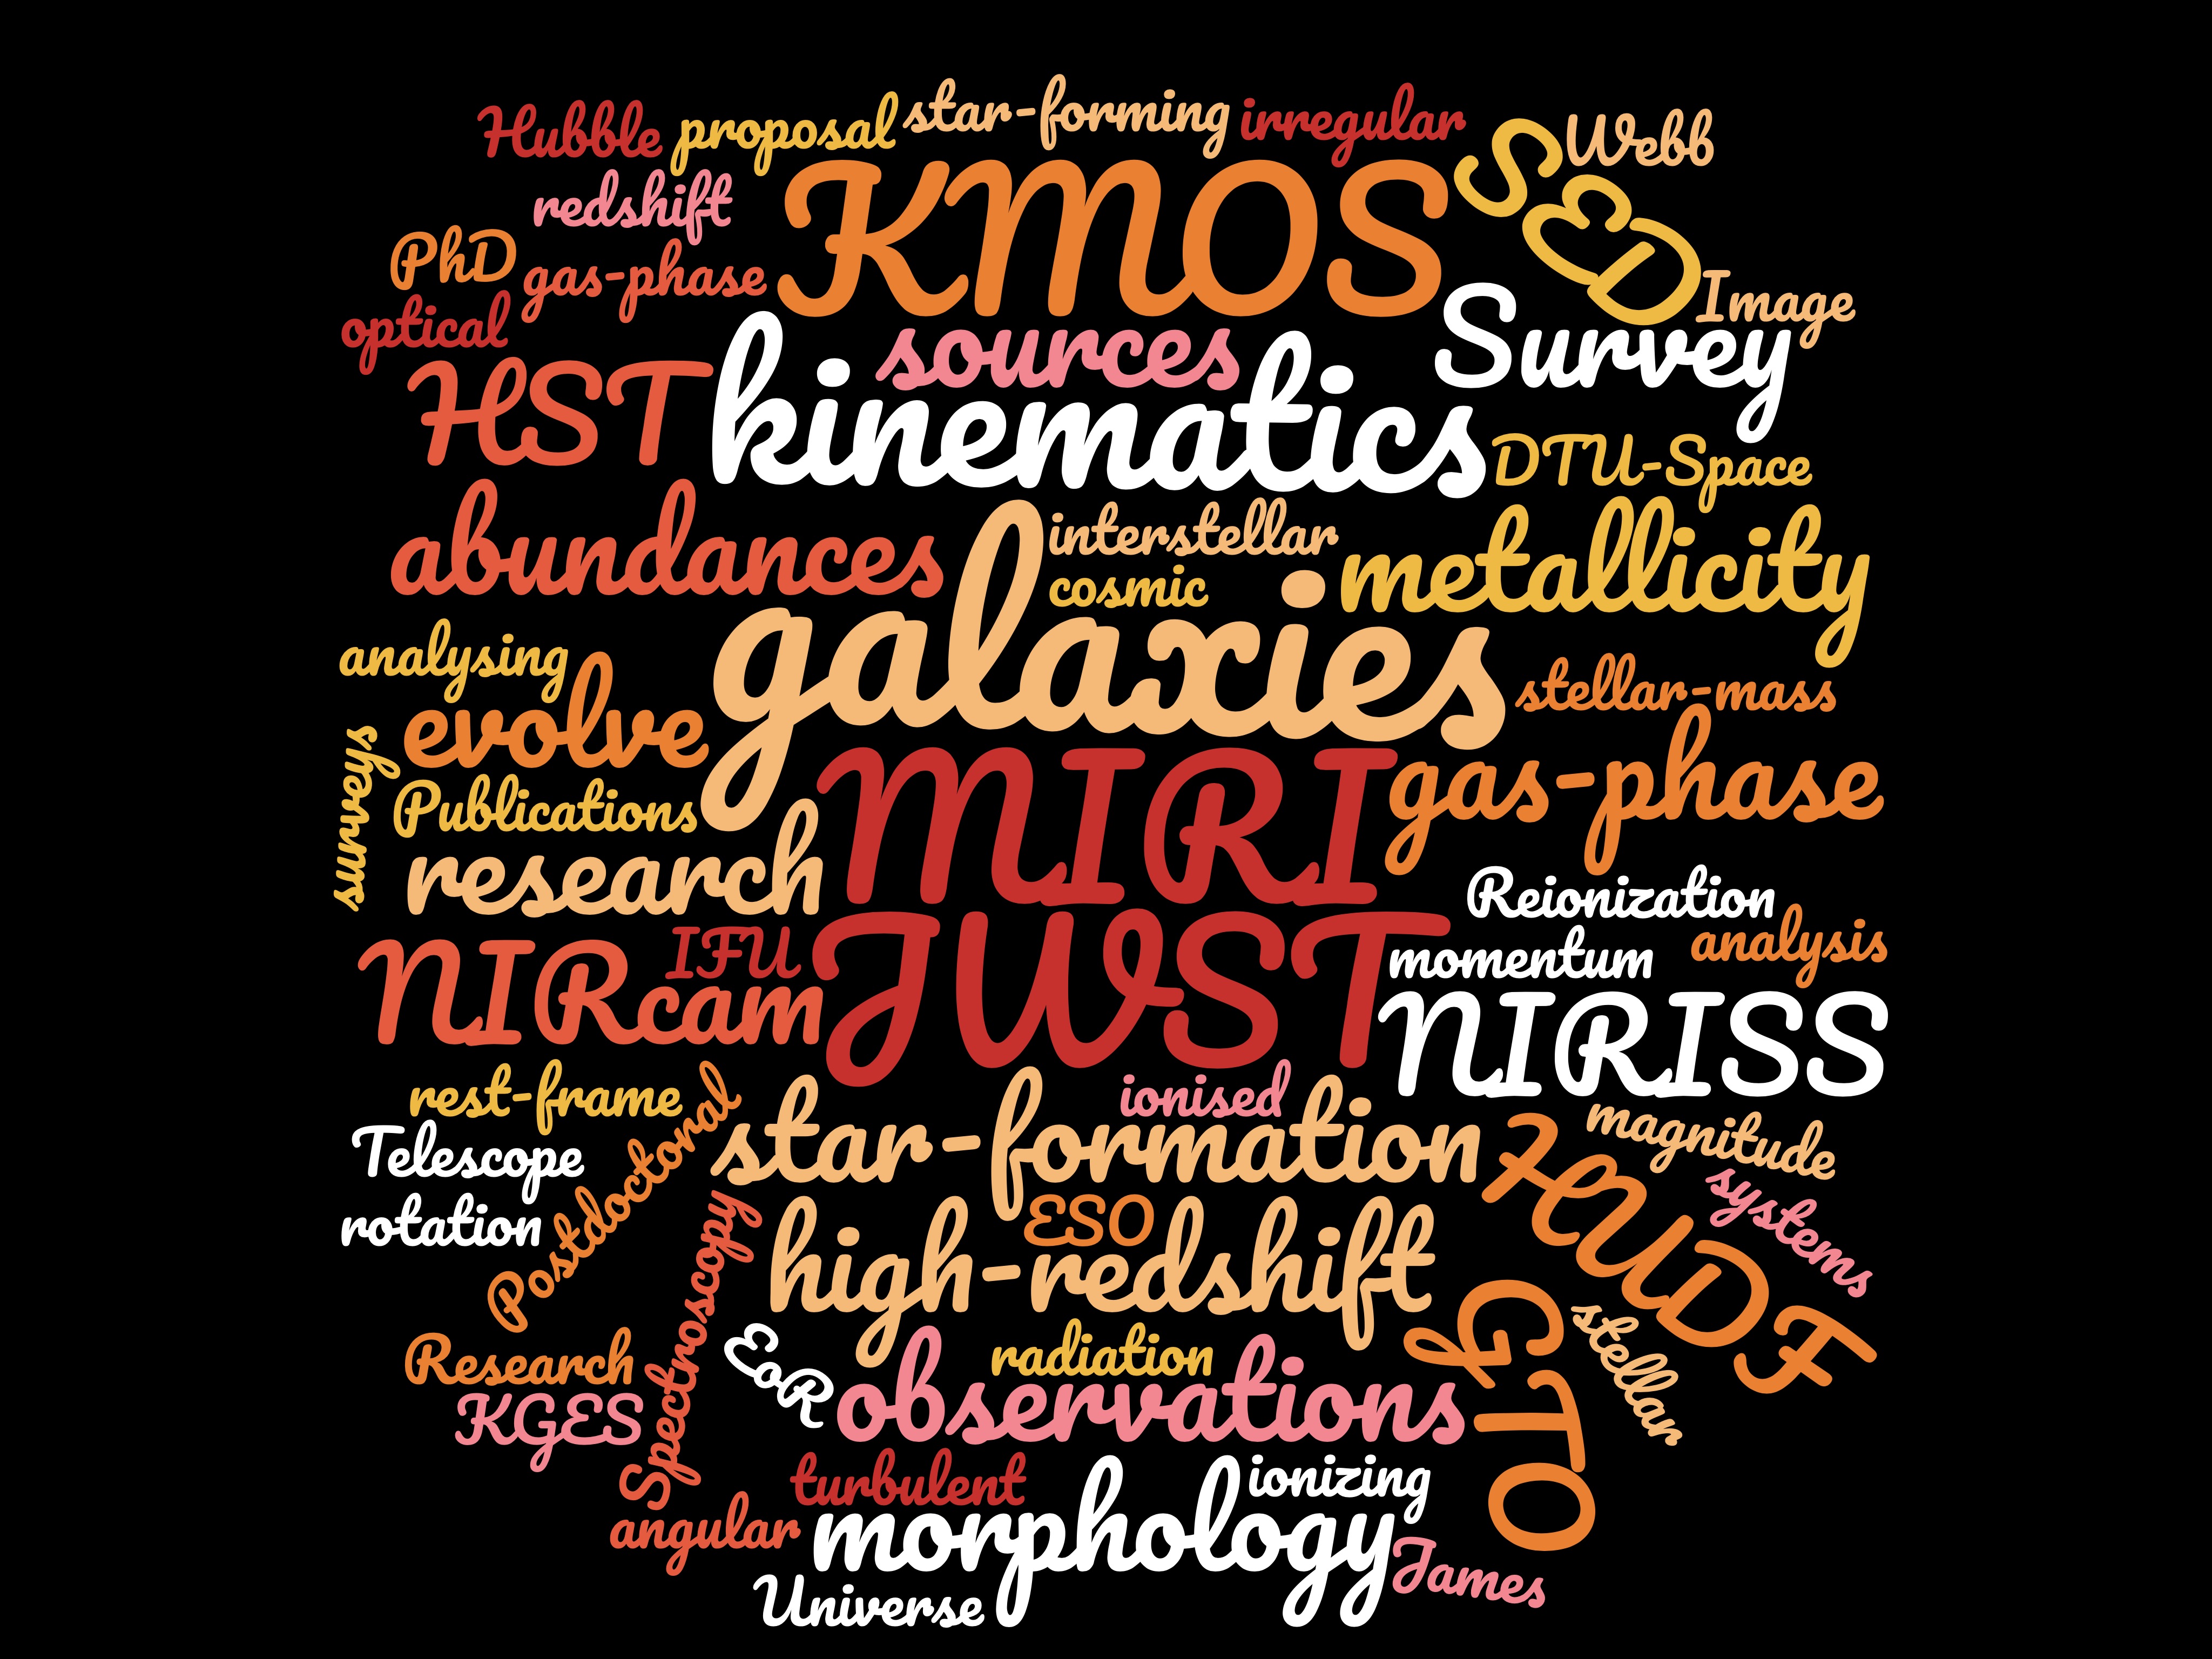 Hubble
proposal
star-forming
irregular
Webb
redshift
KMOS
SED
PhD
gas-phase
Image
optical
sources
Survey
HST
kinematics
DTU-Space
abundances
interstellar
metallicity
cosmic
galaxies
analysing
stellar-mass
evolve
surveys
MIRI
gas-phase
Publications
research
Reionization
IFU
JWST
momentum
analysis
NIRcam
NIRISS
rest-frame
Postdoctoral
ionised
star-formation
magnitude
Telescope
systems
HUDF
rotation
Spectroscopy
ESO
high-redshift
&
GTO
stellar
Research
EoR
radiation
observations
KGES
turbulent
ionizing
angular
morphology
James
Universe